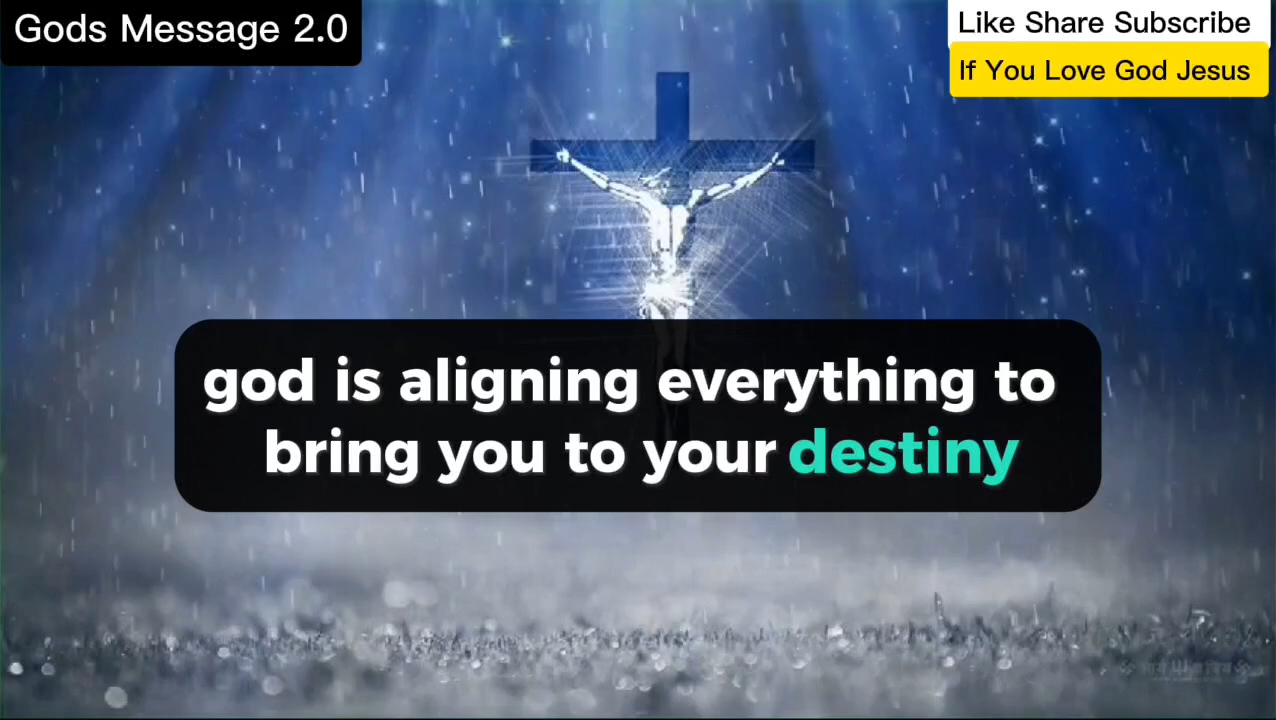 Gods Message 2.0
Like Share Subscribe
If You Love God Jesus
god is aligning everything to
bring you to your destiny